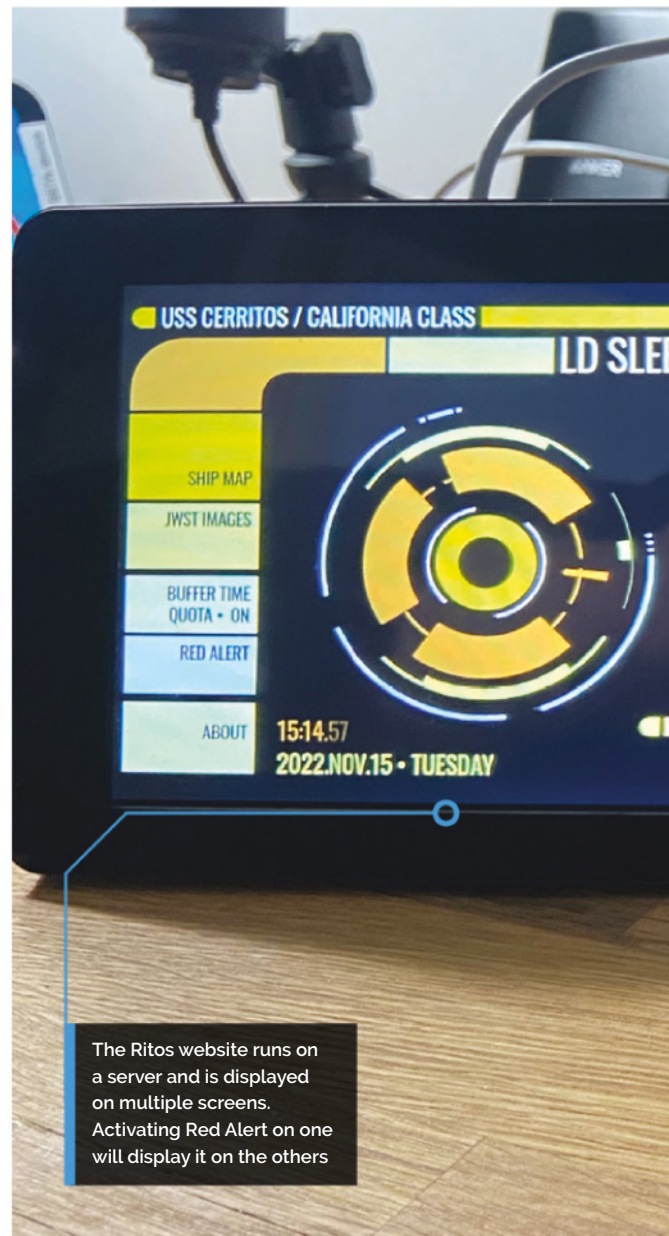 ANKER
USS CERRITOS / CALIFORNIA CLASS
LD SLEE
SHIP MAP
JWST IMAGES
BUFFER TIME
QUOTA • ON
RED ALERT
ABOUT
15:14.57
2022.NOV.15 • TUESDAY
The Ritos website runs on
a server and is displayed
on multiple screens.
Activating Red Alert on one
will display it on the others